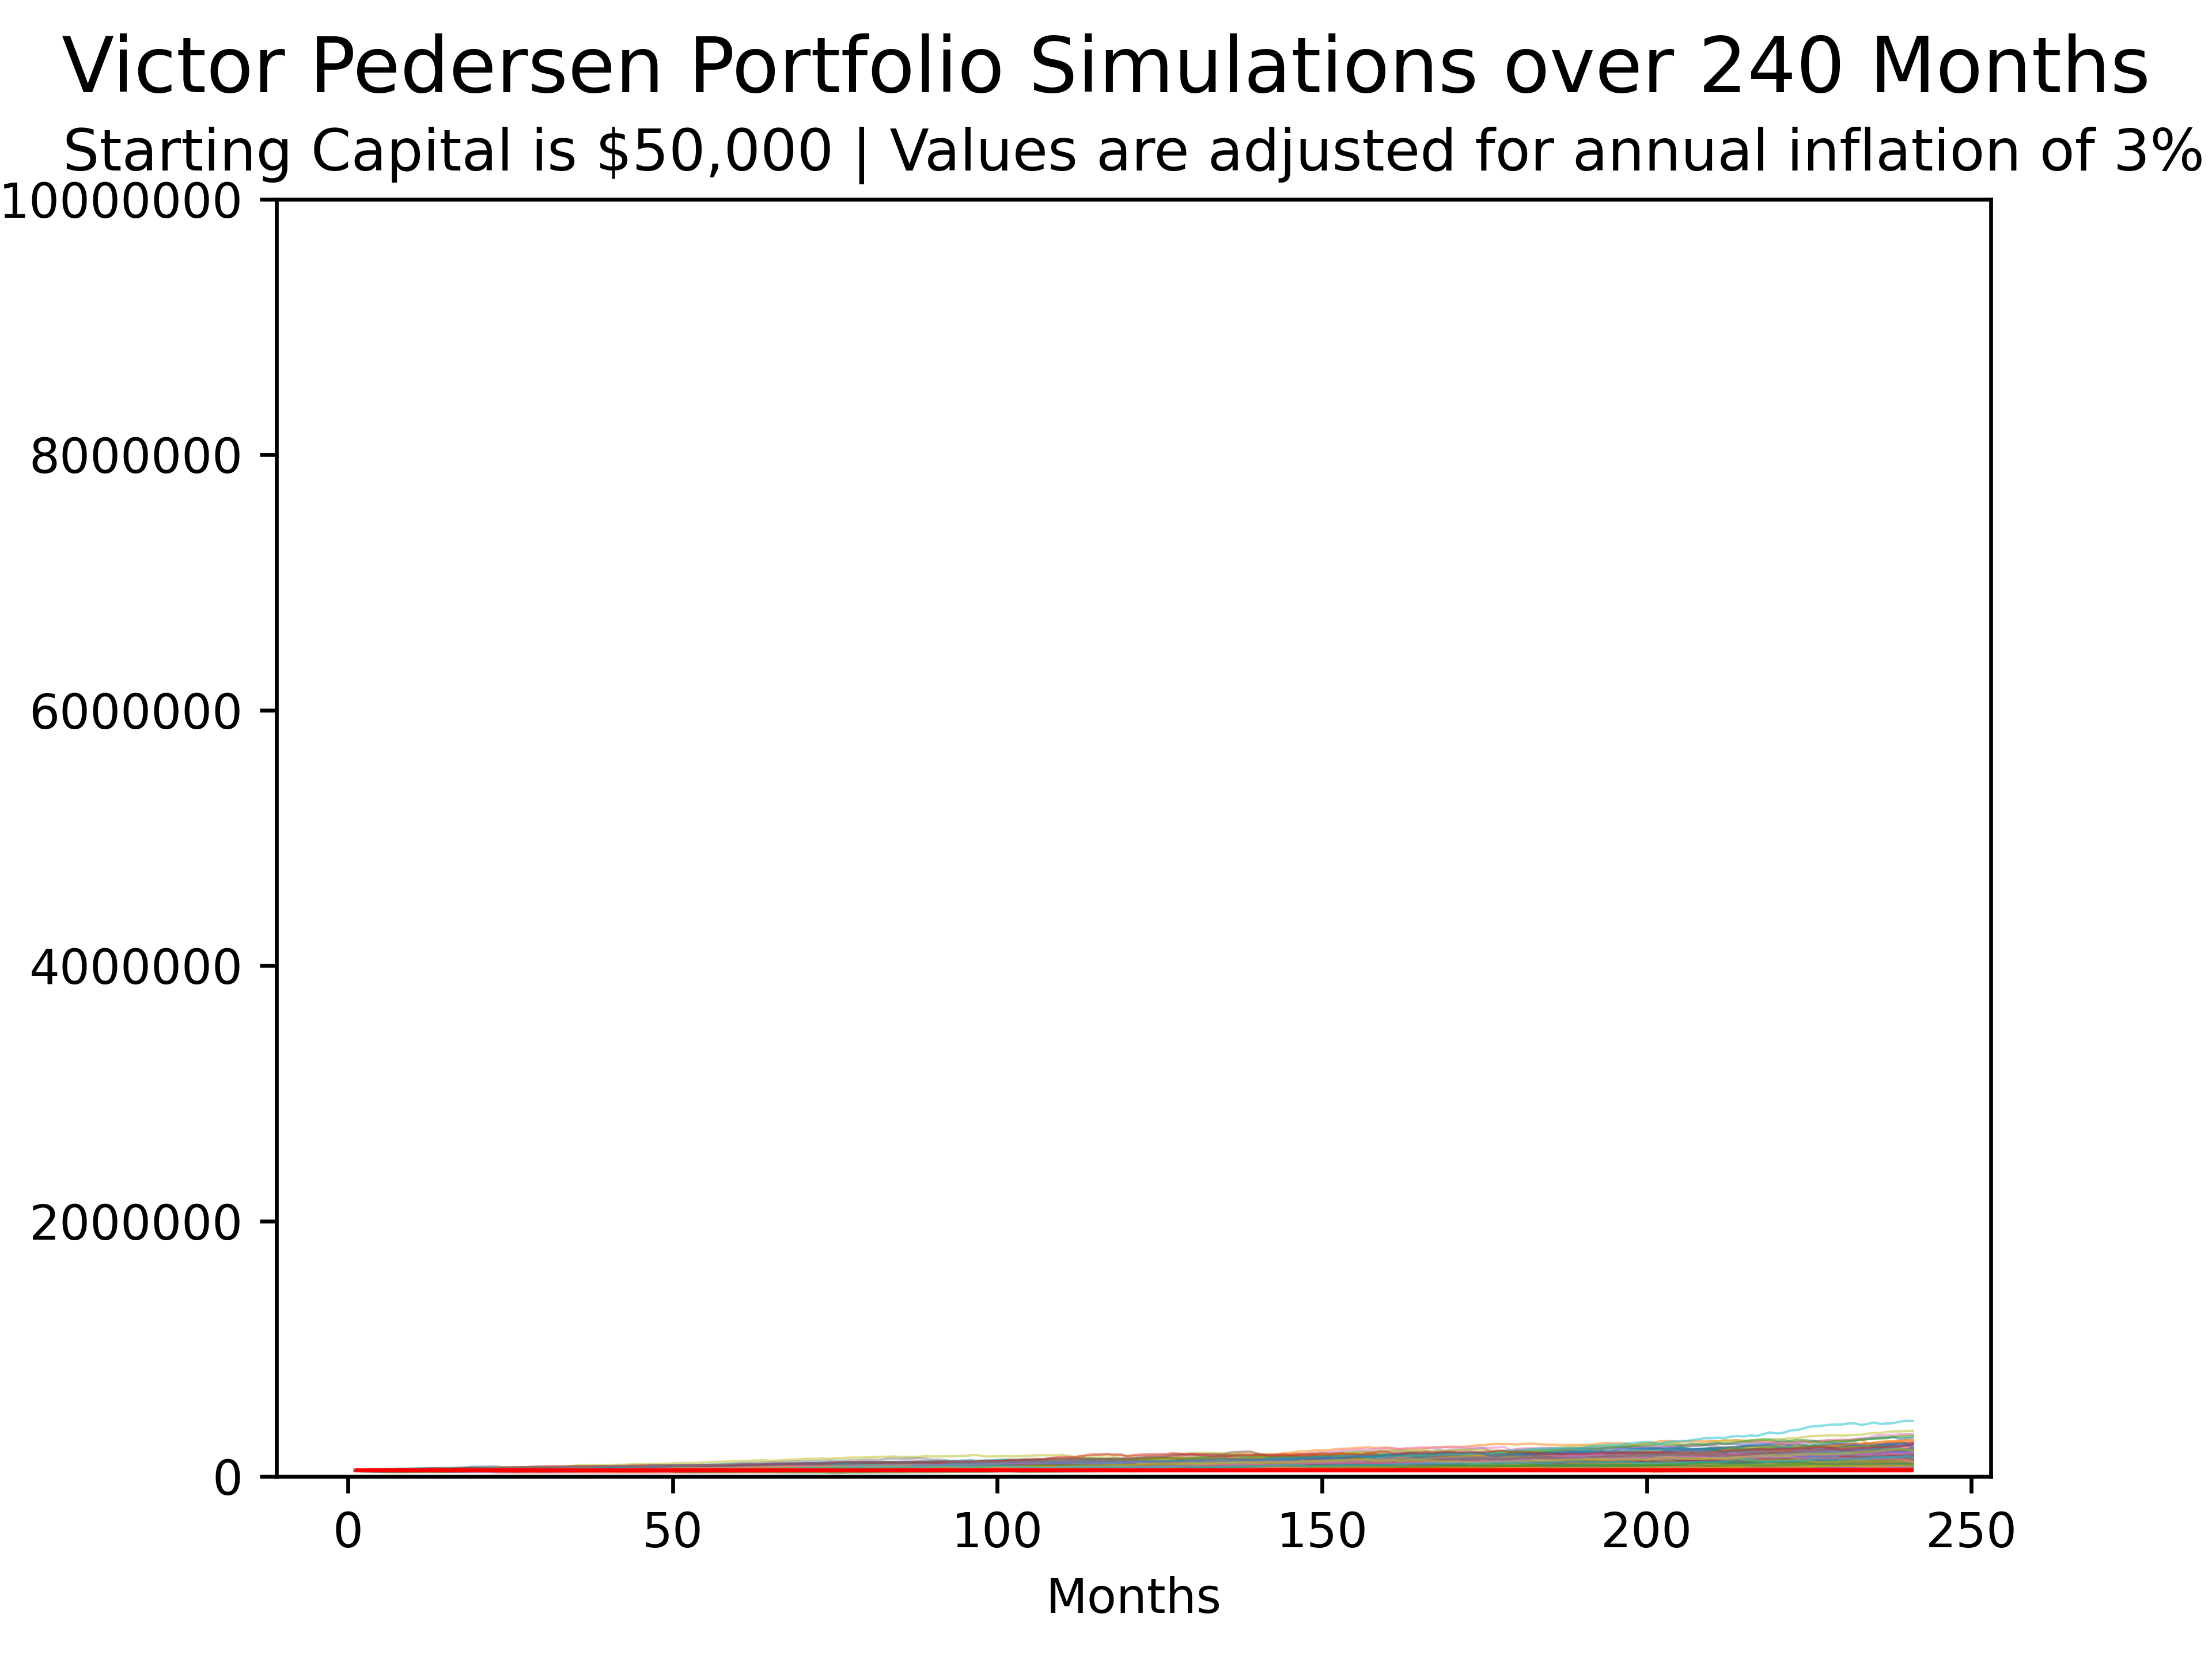 Victor Pedersen Portfolio Simulations over 240 Months
Starting Capital is $50,000 | Values are adjusted for annual inflation of 3%
10000000
8000000
6000000
4000000
2000000
0
0 50 100 150 200 250
Months